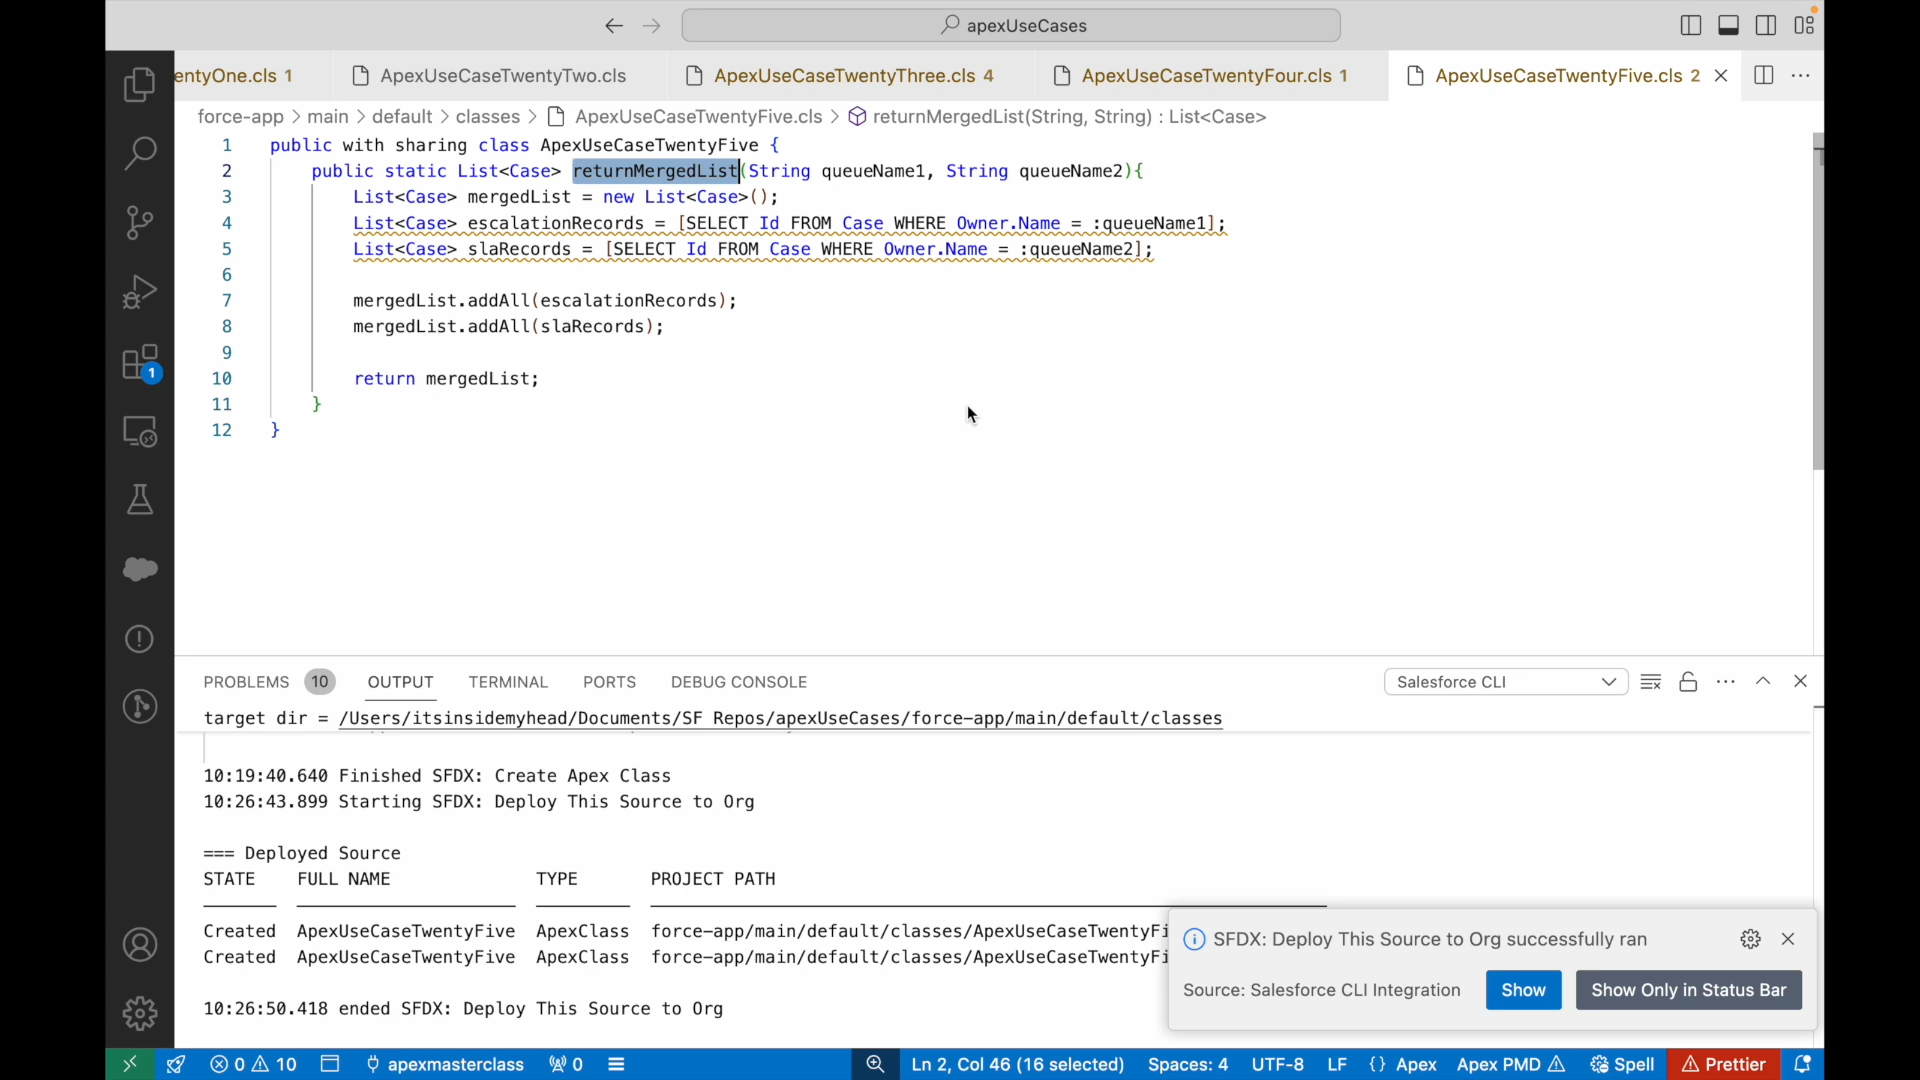 apexUseCases
entyOne.cls 1
ApexUseCaseTwentyTwo.cls
ApexUseCaseTwentyThree.cls 4
ApexUseCaseTwentyFour.cls 1
ApexUseCaseTwentyFive.cls 2
force-app > main > default > classes > ApexUseCaseTwentyFive.cls > returnMergedList(String, String) : List<Case>
1 public with sharing class ApexUseCaseTwentyFive {
2 public static List<Case> returnMergedList(String queueName1, String queueName2){
3 List<Case> mergedList = new List<Case>();
4 List<Case> escalationRecords = [SELECT Id FROM Case WHERE Owner.Name = :queueName1];
5 List<Case> slaRecords = [SELECT Id FROM Case WHERE Owner.Name = :queueName2];
6
7 mergedList.addAll(escalationRecords);
8 mergedList.addAll(slaRecords);
9
10 return mergedList;
11 }
12 }
1
PROBLEMS 10 OUTPUT TERMINAL PORTS DEBUG CONSOLE
Salesforce CLI
target dir = /Users/itsinsidemyhead/Documents/SF Repos/apexUseCases/force-app/main/default/classes
10:19:40.640 Finished SFDX: Create Apex Class
10:26:43.899 Starting SFDX: Deploy This Source to Org
=== Deployed Source
STATE FULL NAME TYPE PROJECT PATH
Created ApexUseCaseTwentyFive ApexClass force-app/main/default/classes/ApexUseCaseTwentyFi
Created ApexUseCaseTwentyFive ApexClass force-app/main/default/classes/ApexUseCaseTwentyFi
10:26:50.418 ended SFDX: Deploy This Source to Org
SFDX: Deploy This Source to Org successfully ran
Source: Salesforce CLI Integration
Show
Show Only in Status Bar
0 10 apexmasterclass 0 Ln 2, Col 46 (16 selected) Spaces: 4 UTF-8 LF {} Apex Apex PMD Spell Prettier